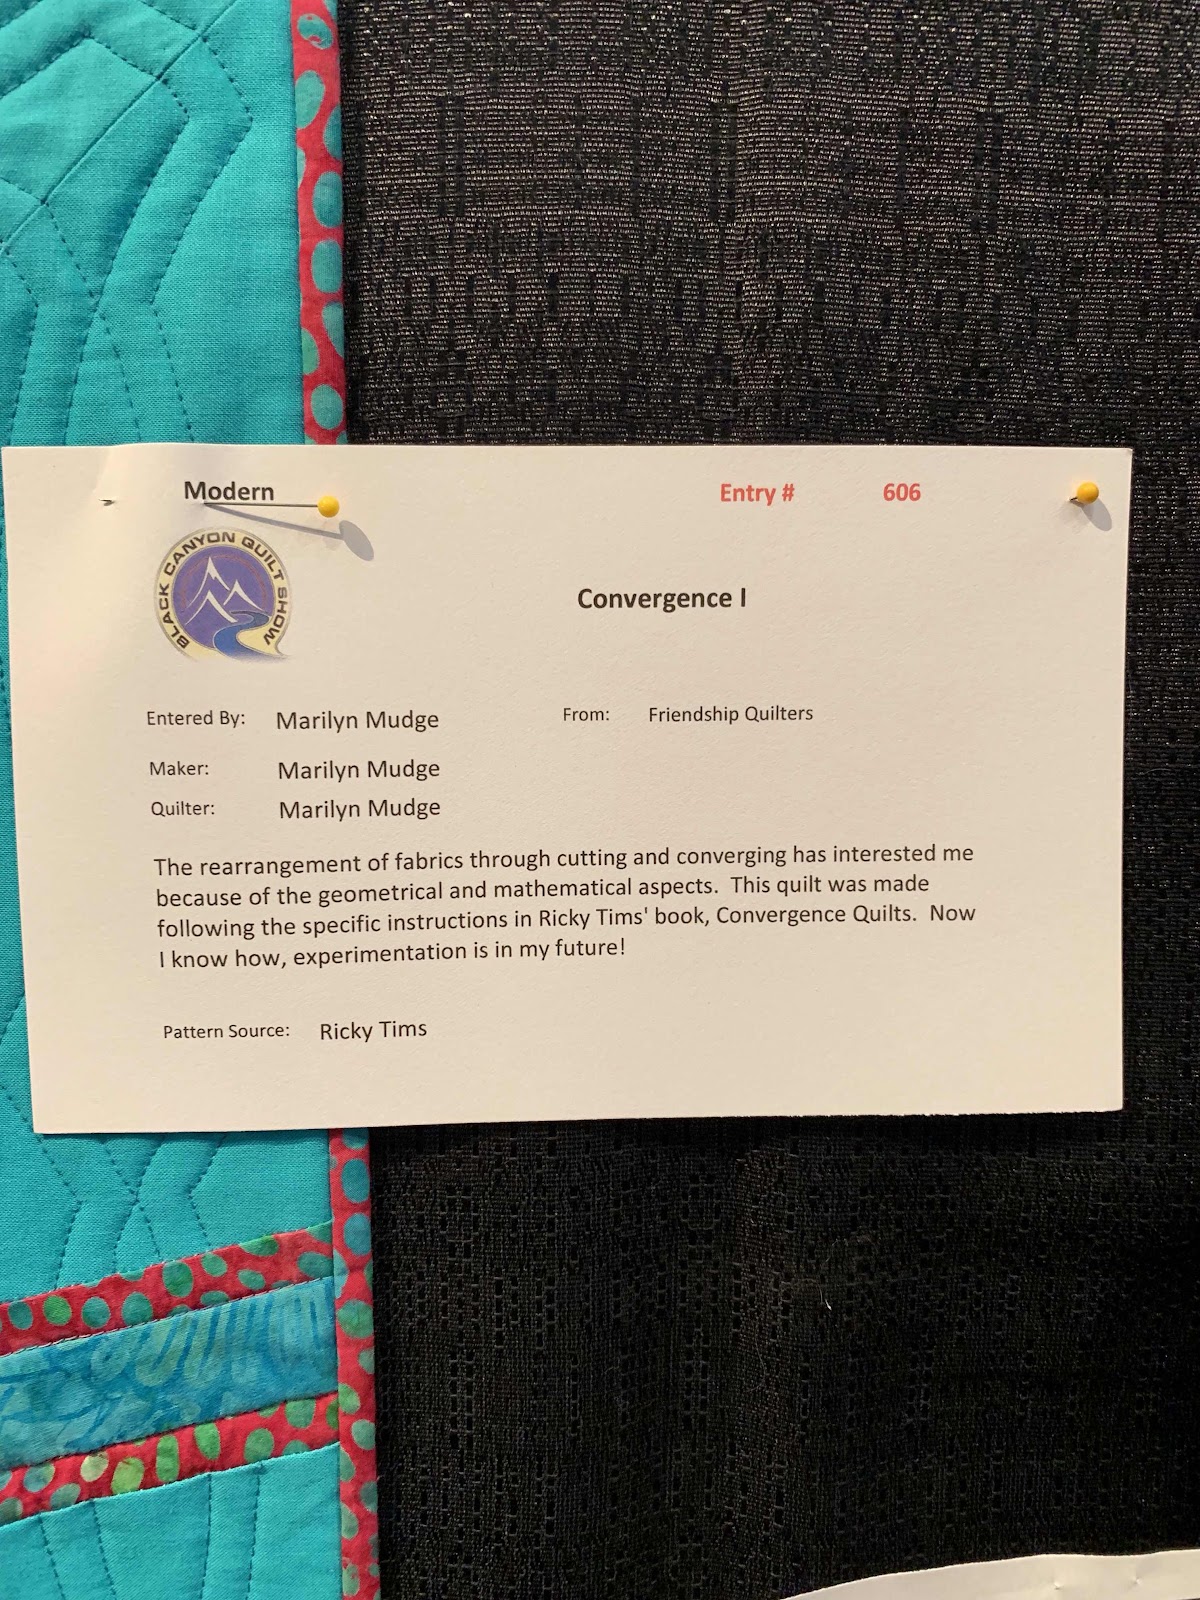 Modern
Entry # 606
BLACK CANYON QUILT SHOW
Convergence I
Entered By: Marilyn Mudge From: Friendship Quilters
Maker: Marilyn Mudge
Quilter: Marilyn Mudge
The rearrangement of fabrics through cutting and converging has interested me
because of the geometrical and mathematical aspects.  This quilt was made
following the specific instructions in Ricky Tims' book, Convergence Quilts.  Now
I know how, experimentation is in my future!
Pattern Source: Ricky Tims